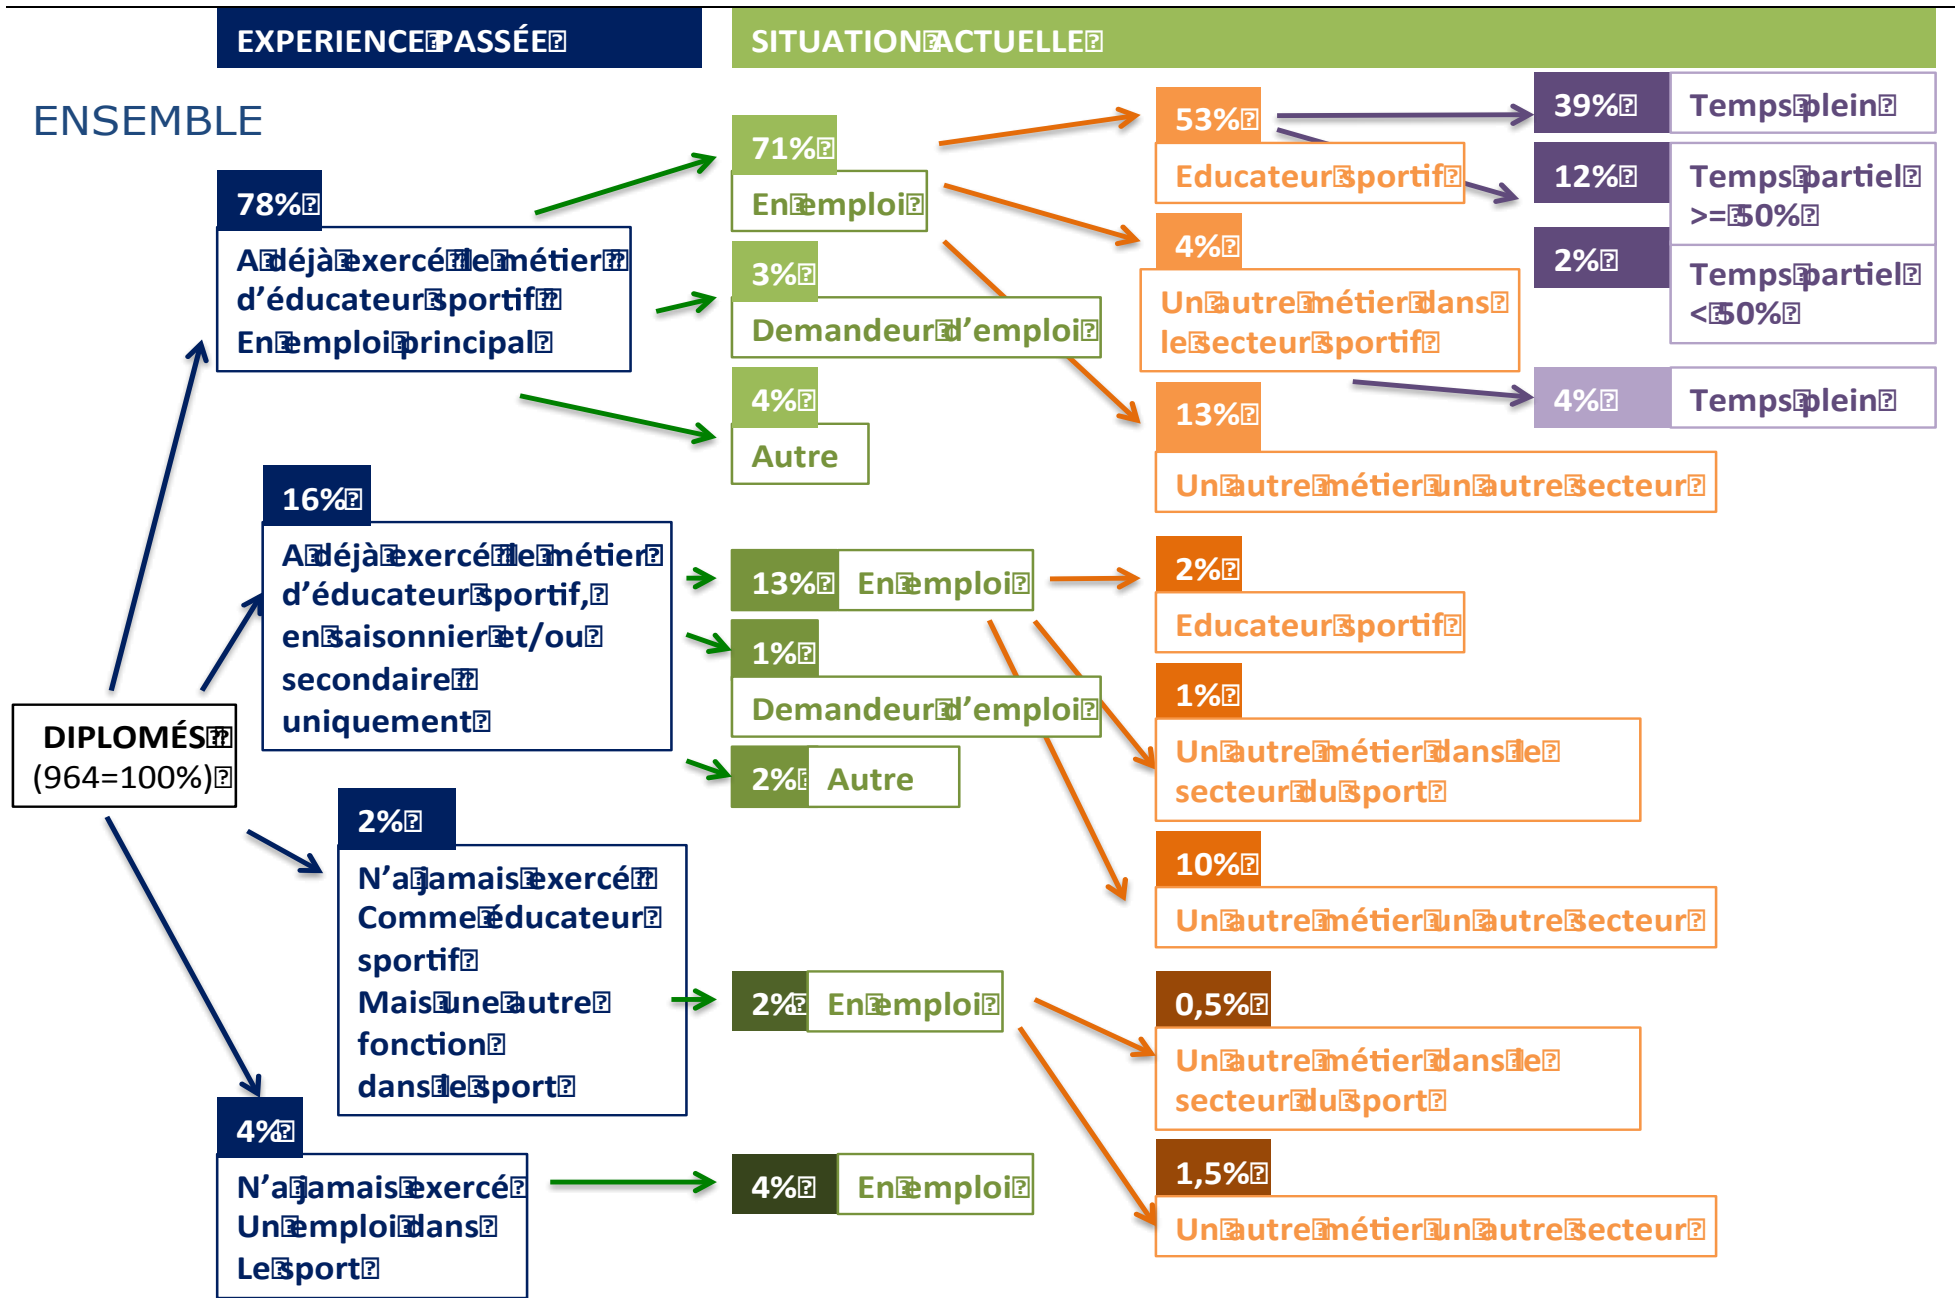 EXPERIENCE PASSÉE
SITUATION ACTUELLE
ENSEMBLE
78%
A déjà exercé le métier
d'éducateur sportif
En emploi principal
16%
A déjà exercé le métier
d'éducateur sportif,
en saisonnier et/ou
secondaire
uniquement
DIPLOMÉS
(964=100%)
2%
N'a jamais exercé
Comme éducateur
sportif
Mais une autre
fonction
dans le sport
4%
N'a jamais exercé
Un emploi dans
Le sport
71%
En emploi
3%
Demandeur d'emploi
4%
Autre
13% En emploi
1%
Demandeur d'emploi
2% Autre
2% En emploi
4% En emploi
53%
Educateur sportif
4%
Un autre métier dans
le secteur sportif
13%
Un autre métier un autre secteur
2%
Educateur sportif
1%
Un autre métier dans le
secteur du sport
10%
Un autre métier un autre secteur
0,5%
Un autre métier dans le
secteur du sport
1,5%
Un autre métier un autre secteur
39% Temps plein
12% Temps partiel
>= 50%
2% Temps partiel
< 50%
4% Temps plein